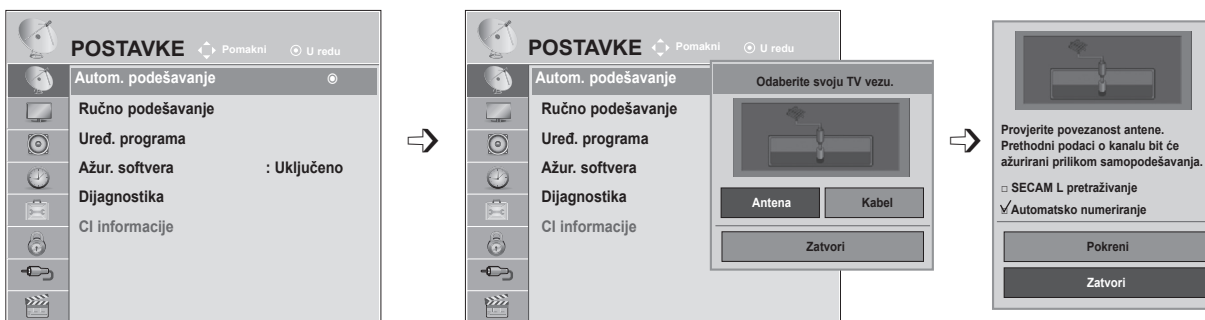 POSTAVKE Pomakni U redu
Autom. podešavanje
Ručno podešavanje
Uređ. programa
Ažur. softvera : Uključeno
Dijagnostika
CI informacije
POSTAVKE Pomakni U redu
Autom. podešavanje
Ručno podešavanje
Uređ. programa
Ažur. softvera
Dijagnostika
CI informacije
Odaberite svoju TV vezu.
Antena Kabel
Zatvori
Provjerite povezanost antene.
Prethodni podaci o kanalu bit će
ažurirani prilikom samopodešavanja.
□ SECAM L pretraživanje
☑ Automatsko numeriranje
Pokreni
Zatvori